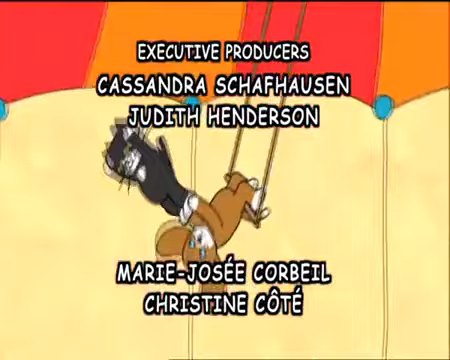 EXECUTIVE PRODUCERS
CASSANDRA SCHAFHAUSEN
JUDITH HENDERSON
MARIE-JOSÉE CORBEIL
CHRISTINE CÔTÉ